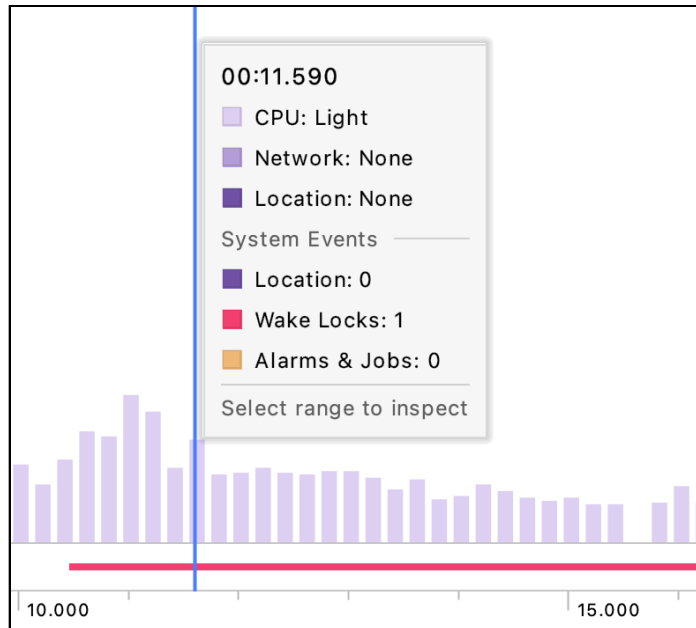 00:11.590
CPU: Light
Network: None
Location: None
System Events
Location: 0
Wake Locks: 1
Alarms & Jobs: 0
Select range to inspect
10.000
15.000